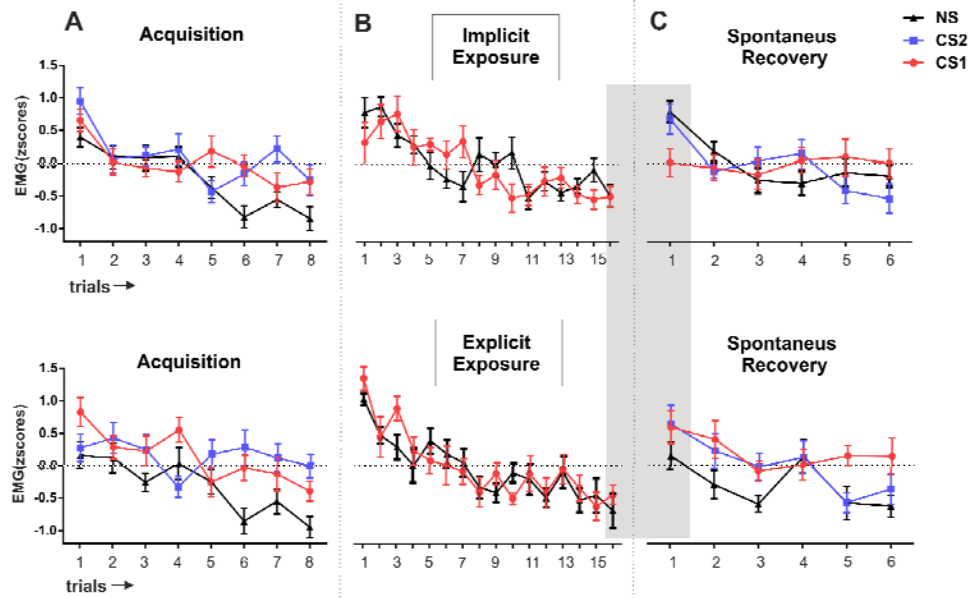 A
Acquisition
B
Implicit
Exposure
C
Spontaneus
Recovery
NS
CS2
CS1
EMG(zscores)
1.5
1.0
0.5
0.0
-0.5
-1.0
1 2 3 4 5 6 7 8
trials →
1 3 5 7 9 11 13 15
1 2 3 4 5 6
Acquisition
Explicit
Exposure
Spontaneus
Recovery
EMG(zscores)
1.5
1.0
0.5
0.0
-0.5
-1.0
1 2 3 4 5 6 7 8
trials →
1 3 5 7 9 11 13 15
1 2 3 4 5 6